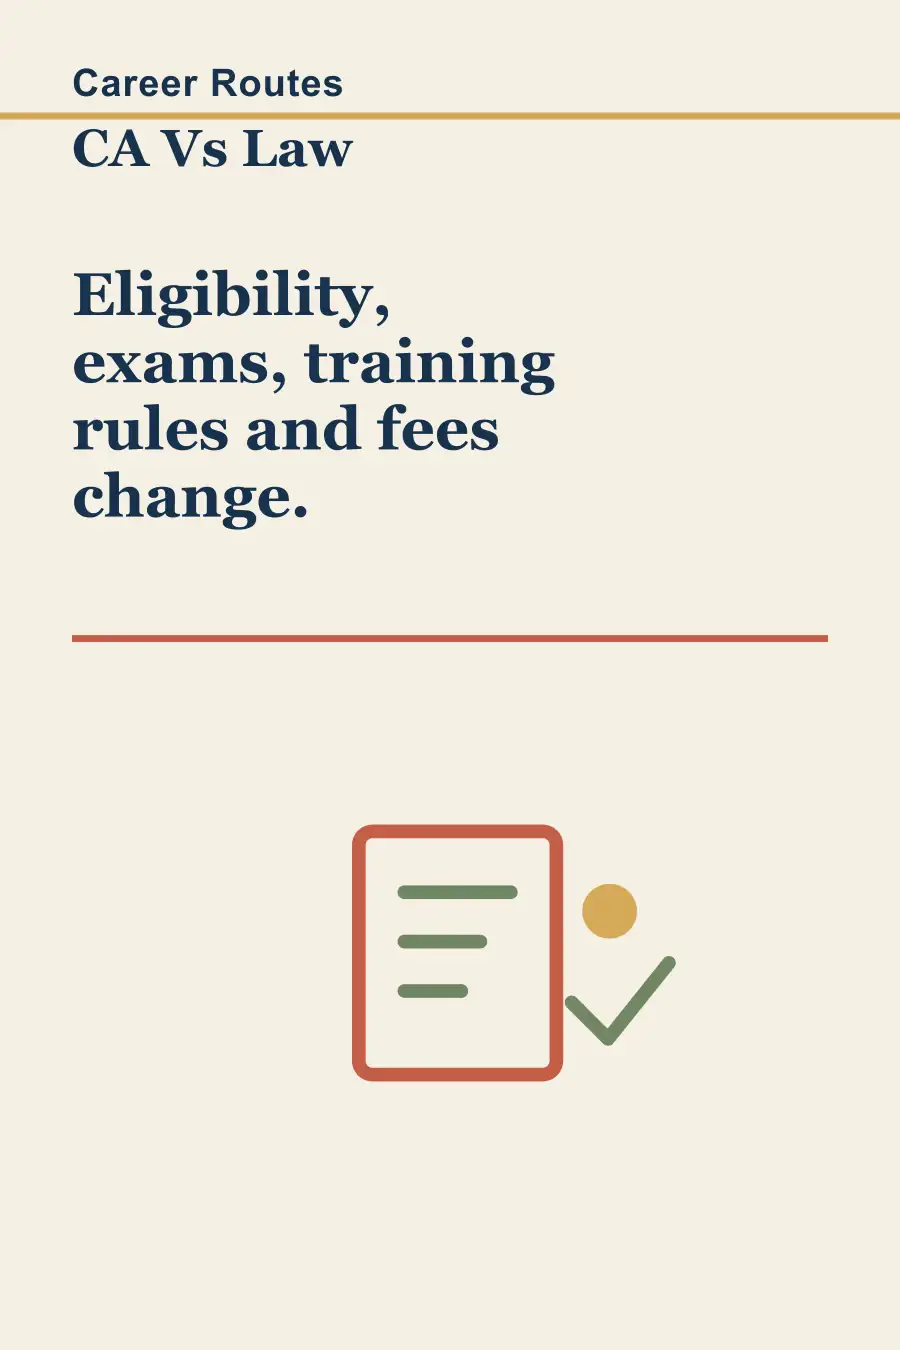 Career Routes
CA Vs Law
Eligibility,
exams, training
rules and fees
change.